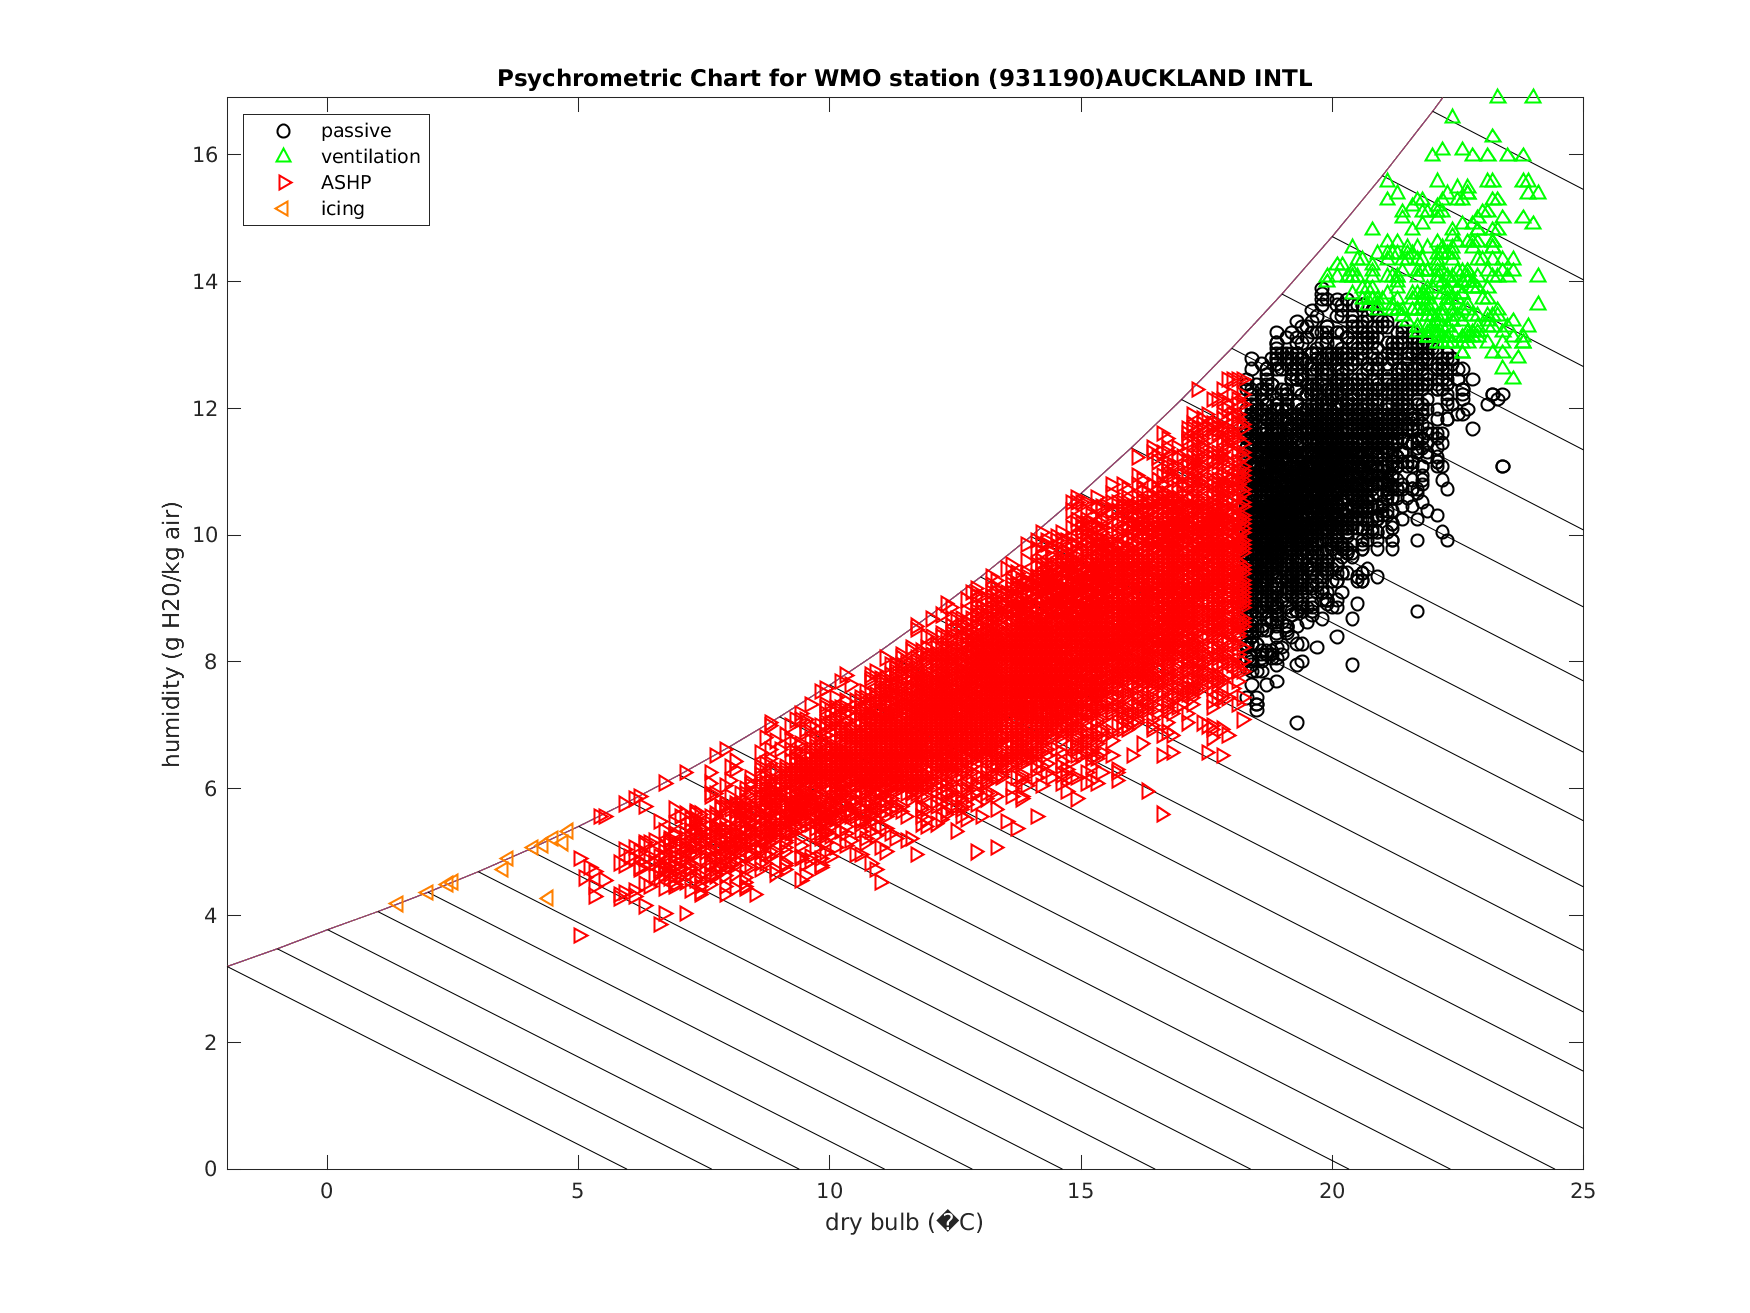 Psychrometric Chart for WMO station (931190)AUCKLAND INTL
passive
ventilation
ASHP
icing
humidity (g H20/kg air)
16
14
12
10
8
6
4
2
0
0 5 10 15 20 25
dry bulb (�C)